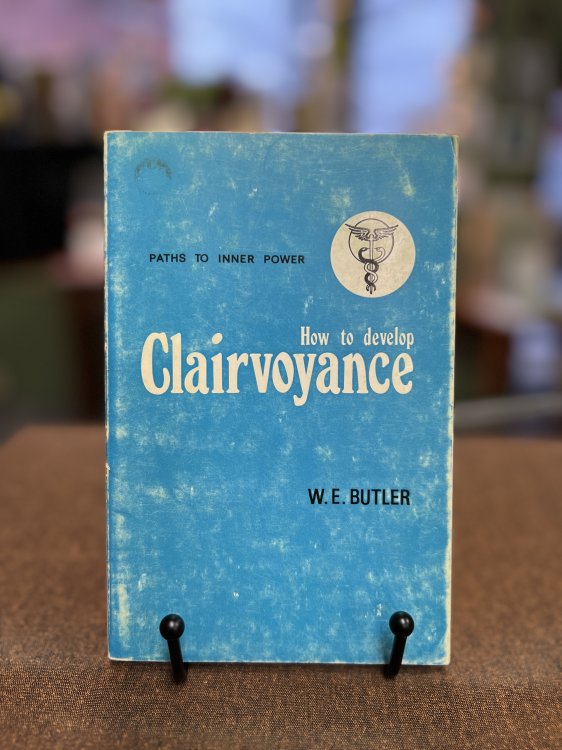 PATHS TO INNER POWER
How to develop
Clairvoyance
W. E. BUTLER